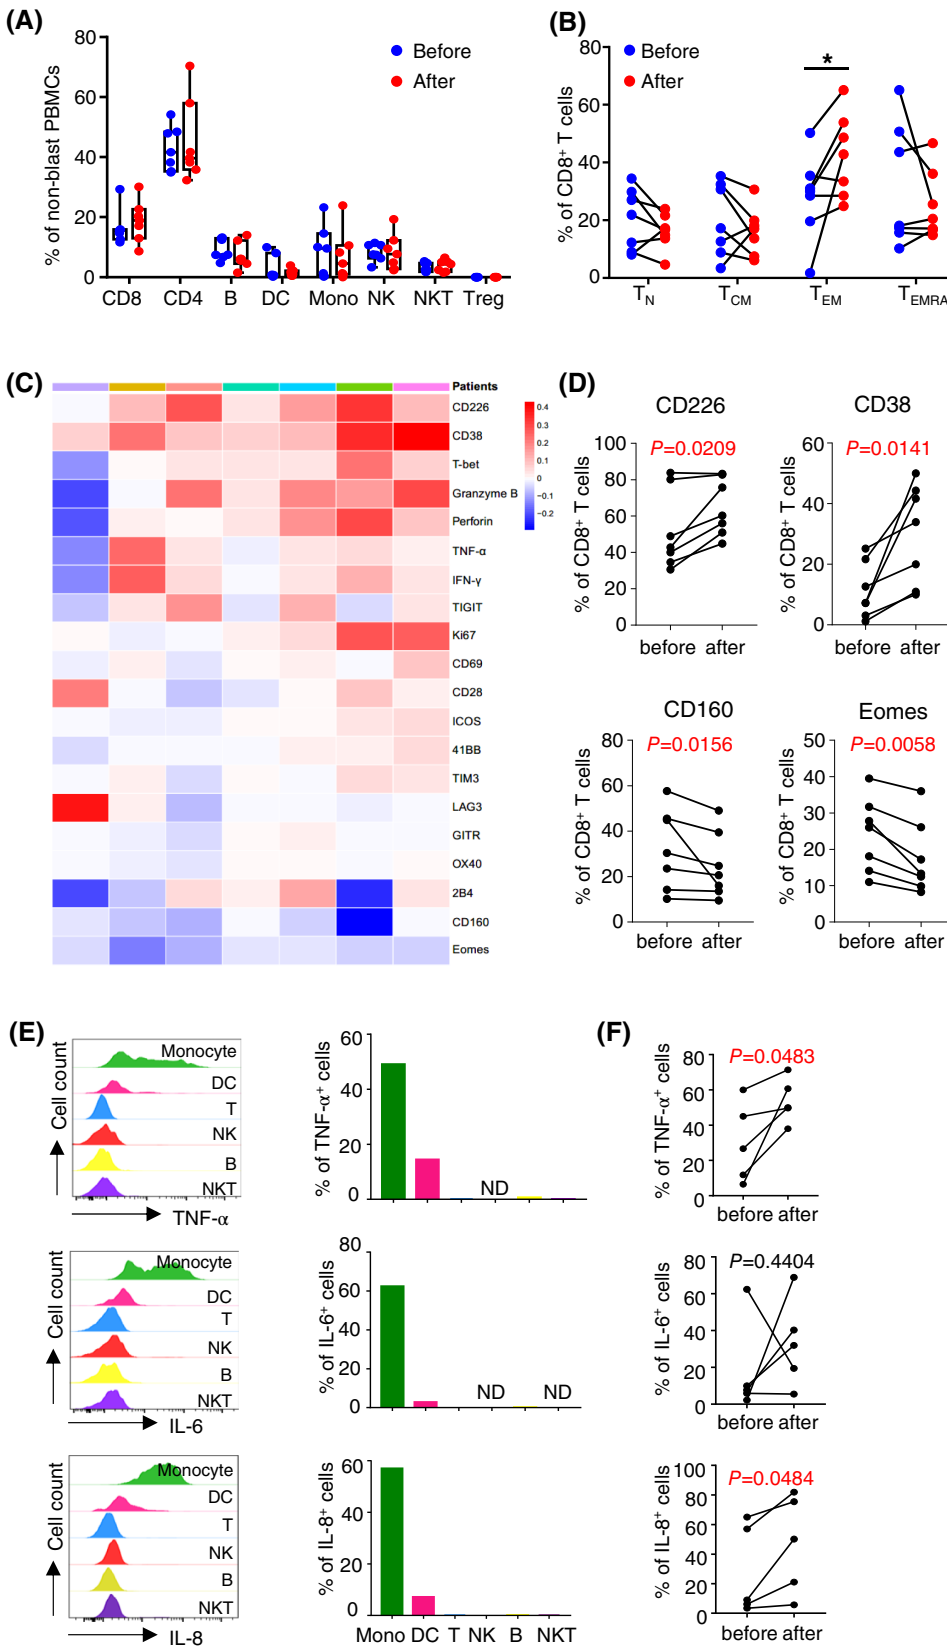 (A)
% of non-blast PBMCs
80
60
40
20
0
Before
After
CD8 CD4 B DC Mono NK NKT Treg
(B)
% of CD8+ T cells
80
60
40
20
0
Before
After
*
TN TCM TEM TEMRA
(C)
Patients
CD226
CD38
T-bet
Granzyme B
Perforin
TNF-α
IFN-γ
TIGIT
Ki67
CD69
CD28
ICOS
41BB
TIM3
LAG3
GITR
OX40
2B4
CD160
Eomes
0.4
0.3
0.2
0.1
0
−0.1
−0.2
(D)
CD226
P=0.0209
% of CD8+ T cells
100
80
60
40
20
0
before after
CD38
P=0.0141
% of CD8+ T cells
60
40
20
0
before after
CD160
P=0.0156
% of CD8+ T cells
80
60
40
20
0
before after
Eomes
P=0.0058
% of CD8+ T cells
50
40
30
20
10
0
before after
(E)
Cell count
Monocyte
DC
T
NK
B
NKT
TNF-α
% of TNF-α+ cells
60
40
20
0
ND
Cell count
Monocyte
DC
T
NK
B
NKT
IL-6
% of IL-6+ cells
80
60
40
20
0
ND ND
Cell count
Monocyte
DC
T
NK
B
NKT
IL-8
% of IL-8+ cells
60
40
20
0
Mono DC T NK B NKT
(F)
P=0.0483
% of TNF-α+ cells
80
60
40
20
0
before after
P=0.4404
% of IL-6+ cells
80
60
40
20
0
before after
P=0.0484
% of IL-8+ cells
100
80
60
40
20
0
before after